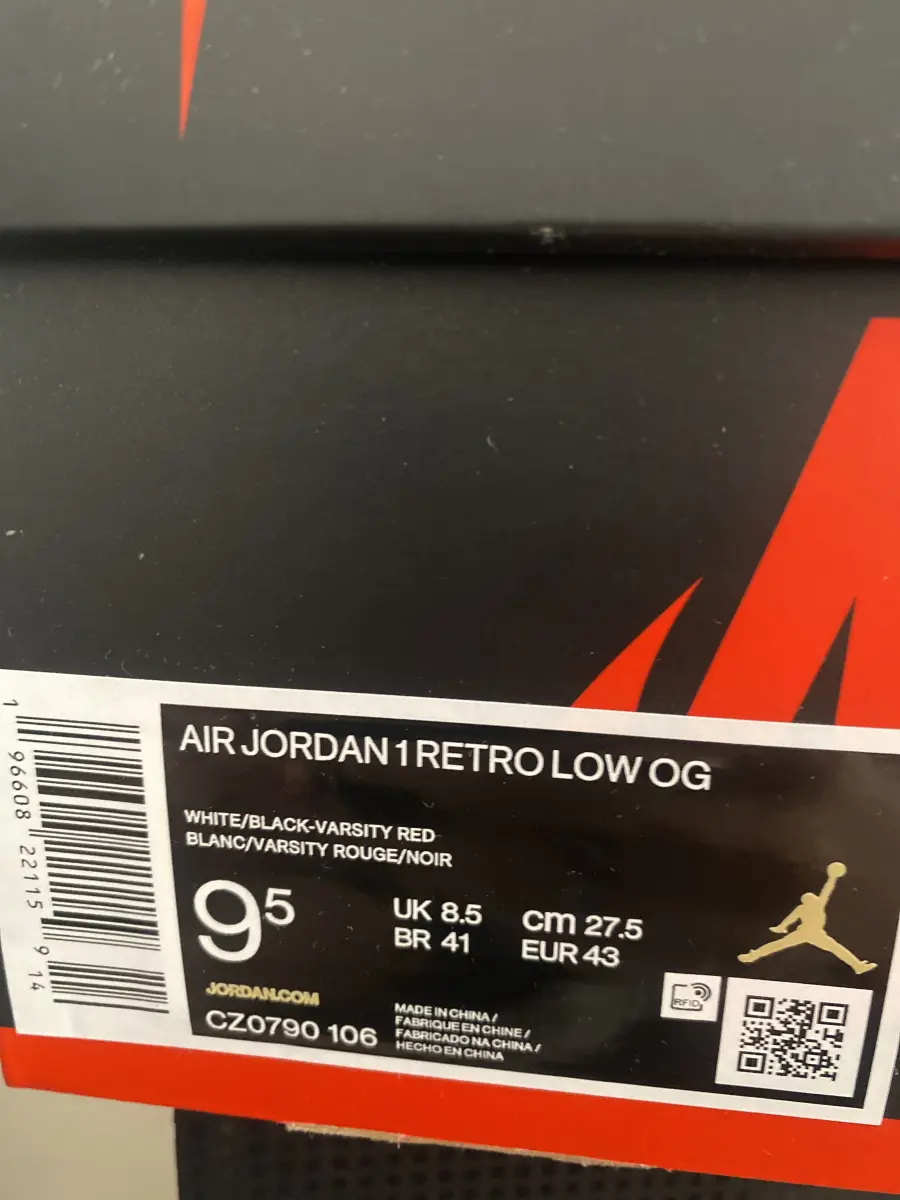 AIR JORDAN 1 RETRO LOW OG
WHITE/BLACK-VARSITY RED
BLANC/VARSITY ROUGE/NOIR
9⁵
UK 8.5
BR 41
cm 27.5
EUR 43
JORDAN.COM
CZ0790 106
MADE IN CHINA /
FABRIQUE EN CHINE /
FABRICADO NA CHINA /
HECHO EN CHINA
RFID
1 96608 22115 9 14